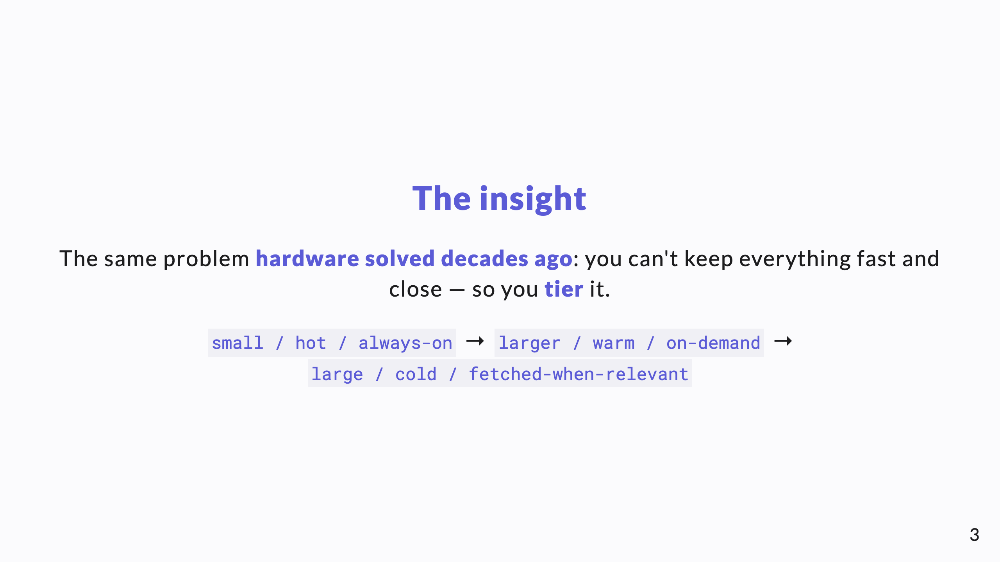 The insight
The same problem hardware solved decades ago: you can't keep everything fast and
close — so you tier it.
small / hot / always-on → larger / warm / on-demand →
large / cold / fetched-when-relevant
3